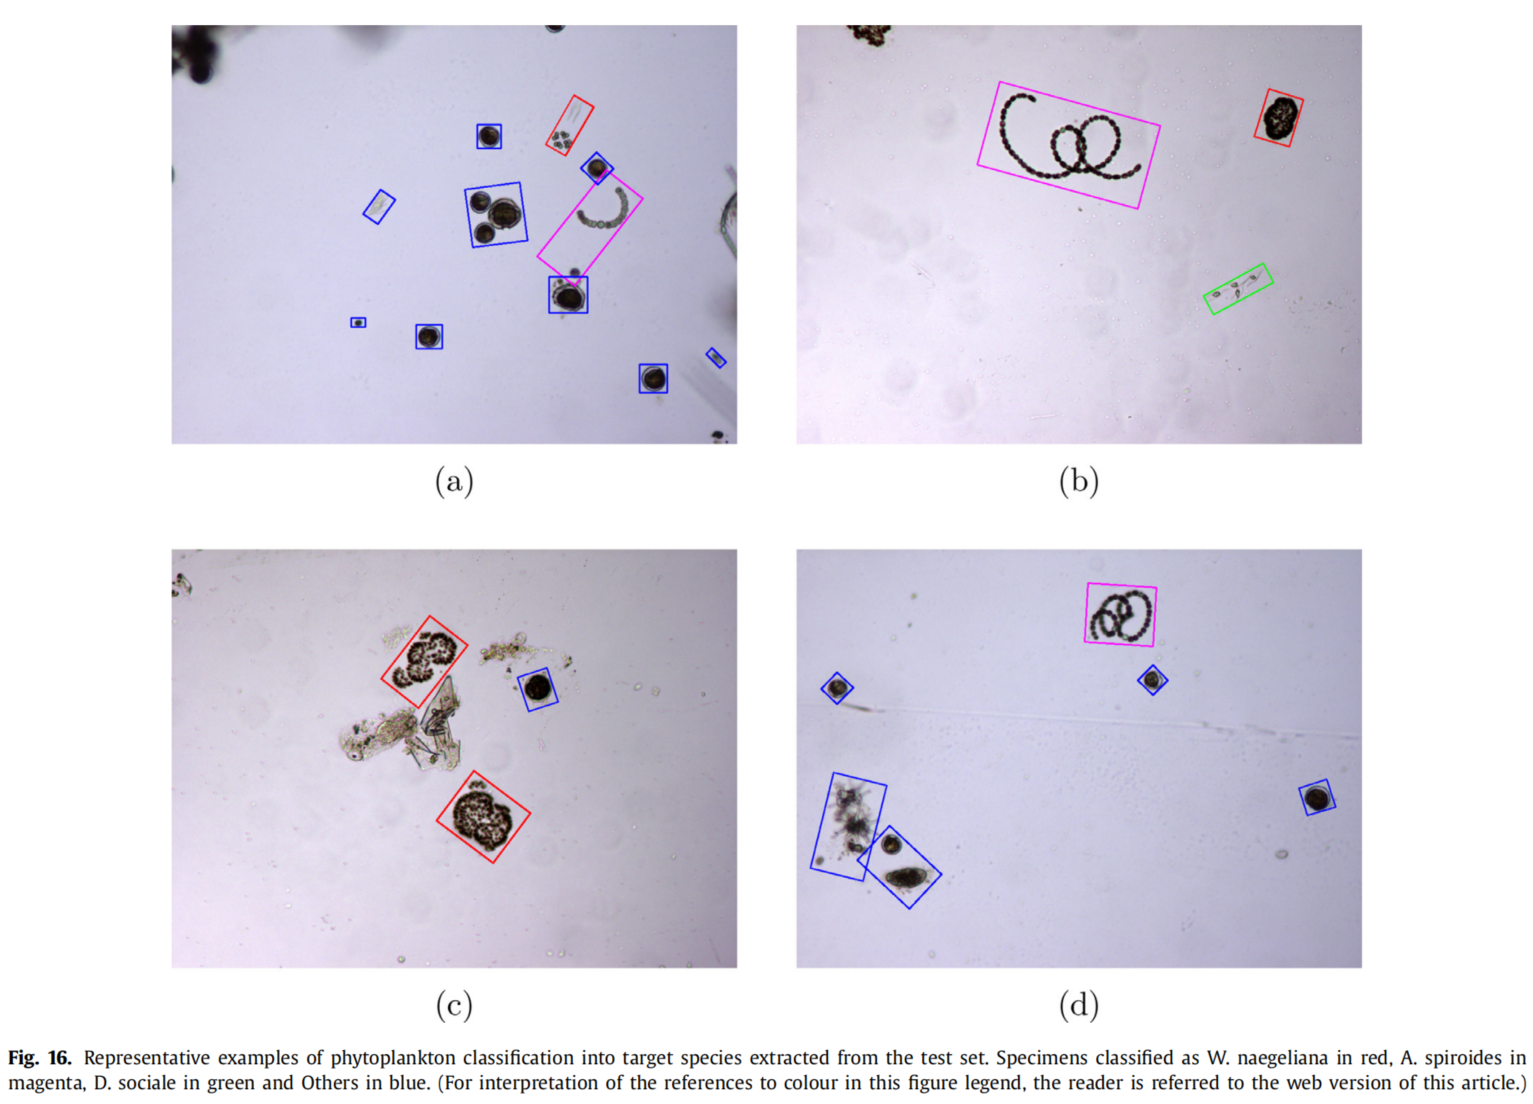 (a)
(b)
(c)
(d)
Fig. 16. Representative examples of phytoplankton classification into target species extracted from the test set. Specimens classified as W. naegeliana in red, A. spiroides in
magenta, D. sociale in green and Others in blue. (For interpretation of the references to colour in this figure legend, the reader is referred to the web version of this article.)